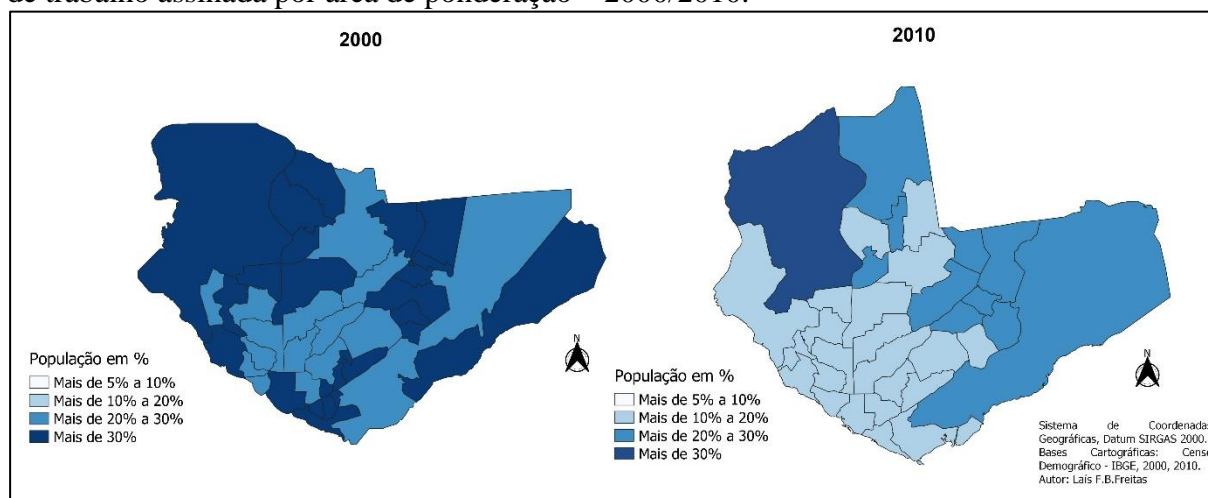 de trabalho assinada por área de ponderação – 2000/2010.
2000
2010
N
População em %
Mais de 5% a 10%
Mais de 10% a 20%
Mais de 20% a 30%
Mais de 30%
N
População em %
Mais de 5% a 10%
Mais de 10% a 20%
Mais de 20% a 30%
Mais de 30%
Sistema de Coordenada
Geográficas, Datum SIRGAS 2000.
Bases Cartográficas: Cens
Demográfico - IBGE, 2000, 2010.
Autor: Laís F.B.Freitas